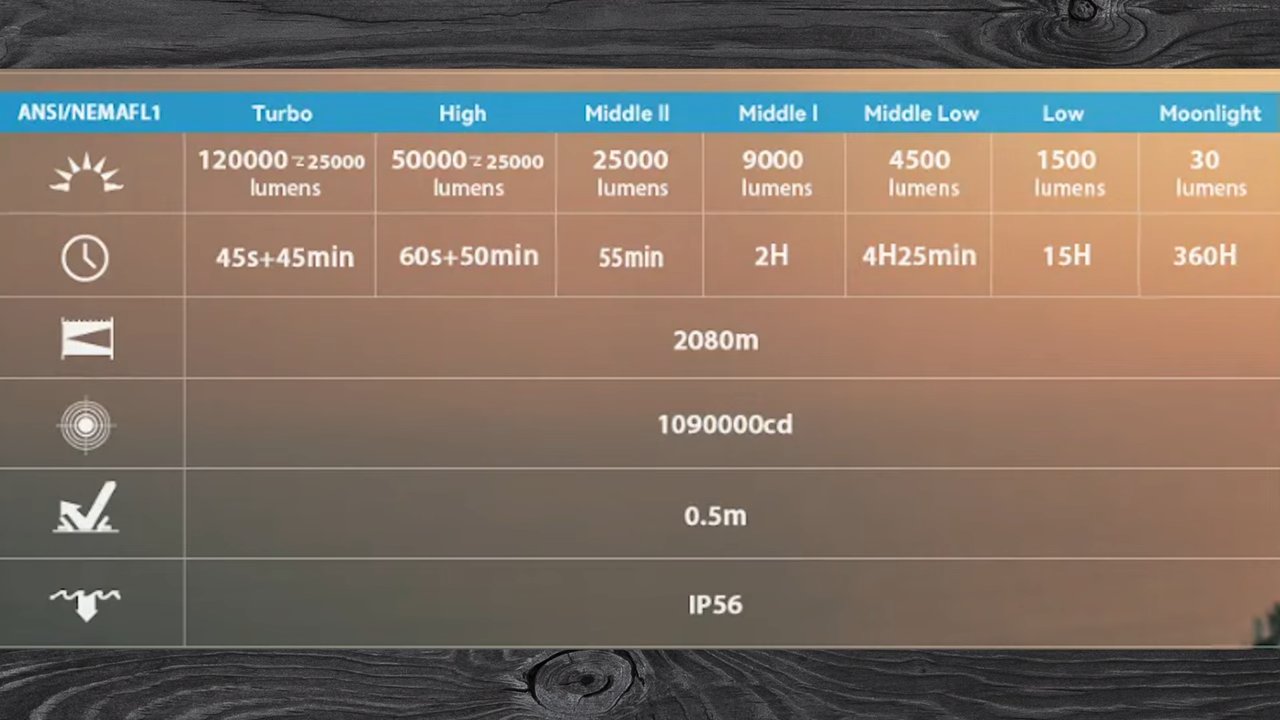 ANSI/NEMAFL1 Turbo High Middle II Middle I Middle Low Low Moonlight
120000~25000 50000~25000 25000 9000 4500 1500 30
lumens lumens lumens lumens lumens lumens lumens
45s+45min 60s+50min 55min 2H 4H25min 15H 360H
2080m
1090000cd
0.5m
IP56